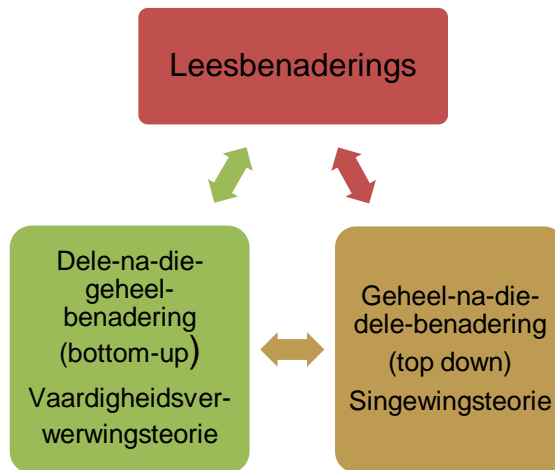 Leesbenaderings
Dele-na-die-
geheel-
benadering
(bottom-up)
Vaardigheidsver-
werwingsteorie
Geheel-na-die-
dele-benadering
(top down)
Singewingsteorie